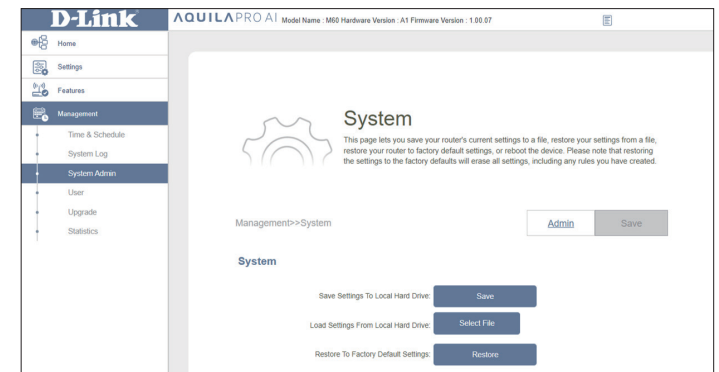 D-Link
AQUILA PRO AI Model Name : M60 Hardware Version : A1 Firmware Version : 1.00.07
Home
Settings
Features
Management
Time & Schedule
System Log
System Admin
User
Upgrade
Statistics
System
This page lets you save your router's current settings to a file, restore your settings from a file,
restore your router to factory default settings, or reboot the device. Please note that restoring
the settings to the factory defaults will erase all settings, including any rules you have created.
Management>>System
Admin
Save
System
Save Settings To Local Hard Drive: Save
Load Settings From Local Hard Drive: Select File
Restore To Factory Default Settings: Restore